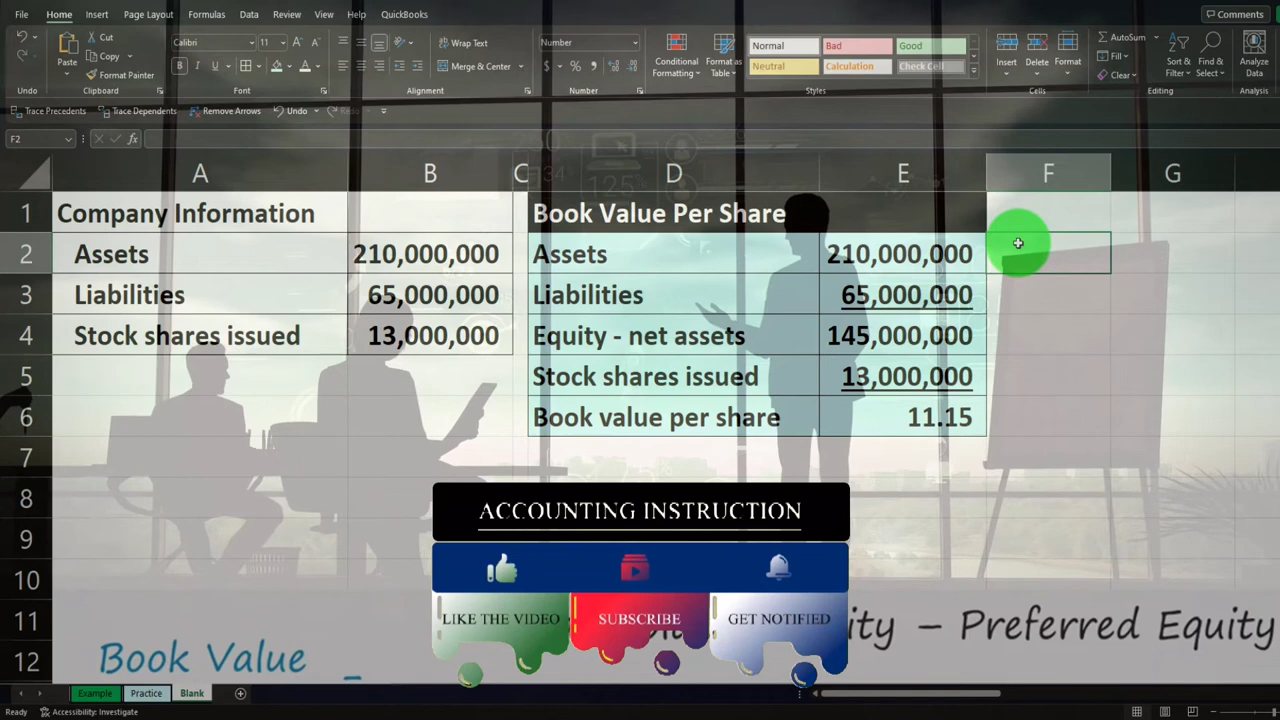 File Home Insert Page Layout Formulas Data Review View Help QuickBooks Comments
Cut Calibri 11 Wrap Text Number Normal Bad Good AutoSum
Copy Fill
Paste Format Painter Merge & Center Conditional Formatting Format as Table Neutral Calculation Check Cell Insert Delete Format Clear Sort & Filter Find & Select Analyze Data
Undo Clipboard Font Alignment Number Styles Cells Editing Analysis
Trace Precedents Trace Dependents Remove Arrows Undo
F2 fx
A B C D E F G
1 Company Information Book Value Per Share
2 Assets 210,000,000 Assets 210,000,000
3 Liabilities 65,000,000 Liabilities 65,000,000
4 Stock shares issued 13,000,000 Equity - net assets 145,000,000
5 Stock shares issued 13,000,000
6 Book value per share 11.15
7
8
9
10
11
12
ACCOUNTING INSTRUCTION
LIKE THE VIDEO SUBSCRIBE GET NOTIFIED
ity – Preferred Equity
Book Value
Example Practice Blank
Ready Accessibility: Investigate